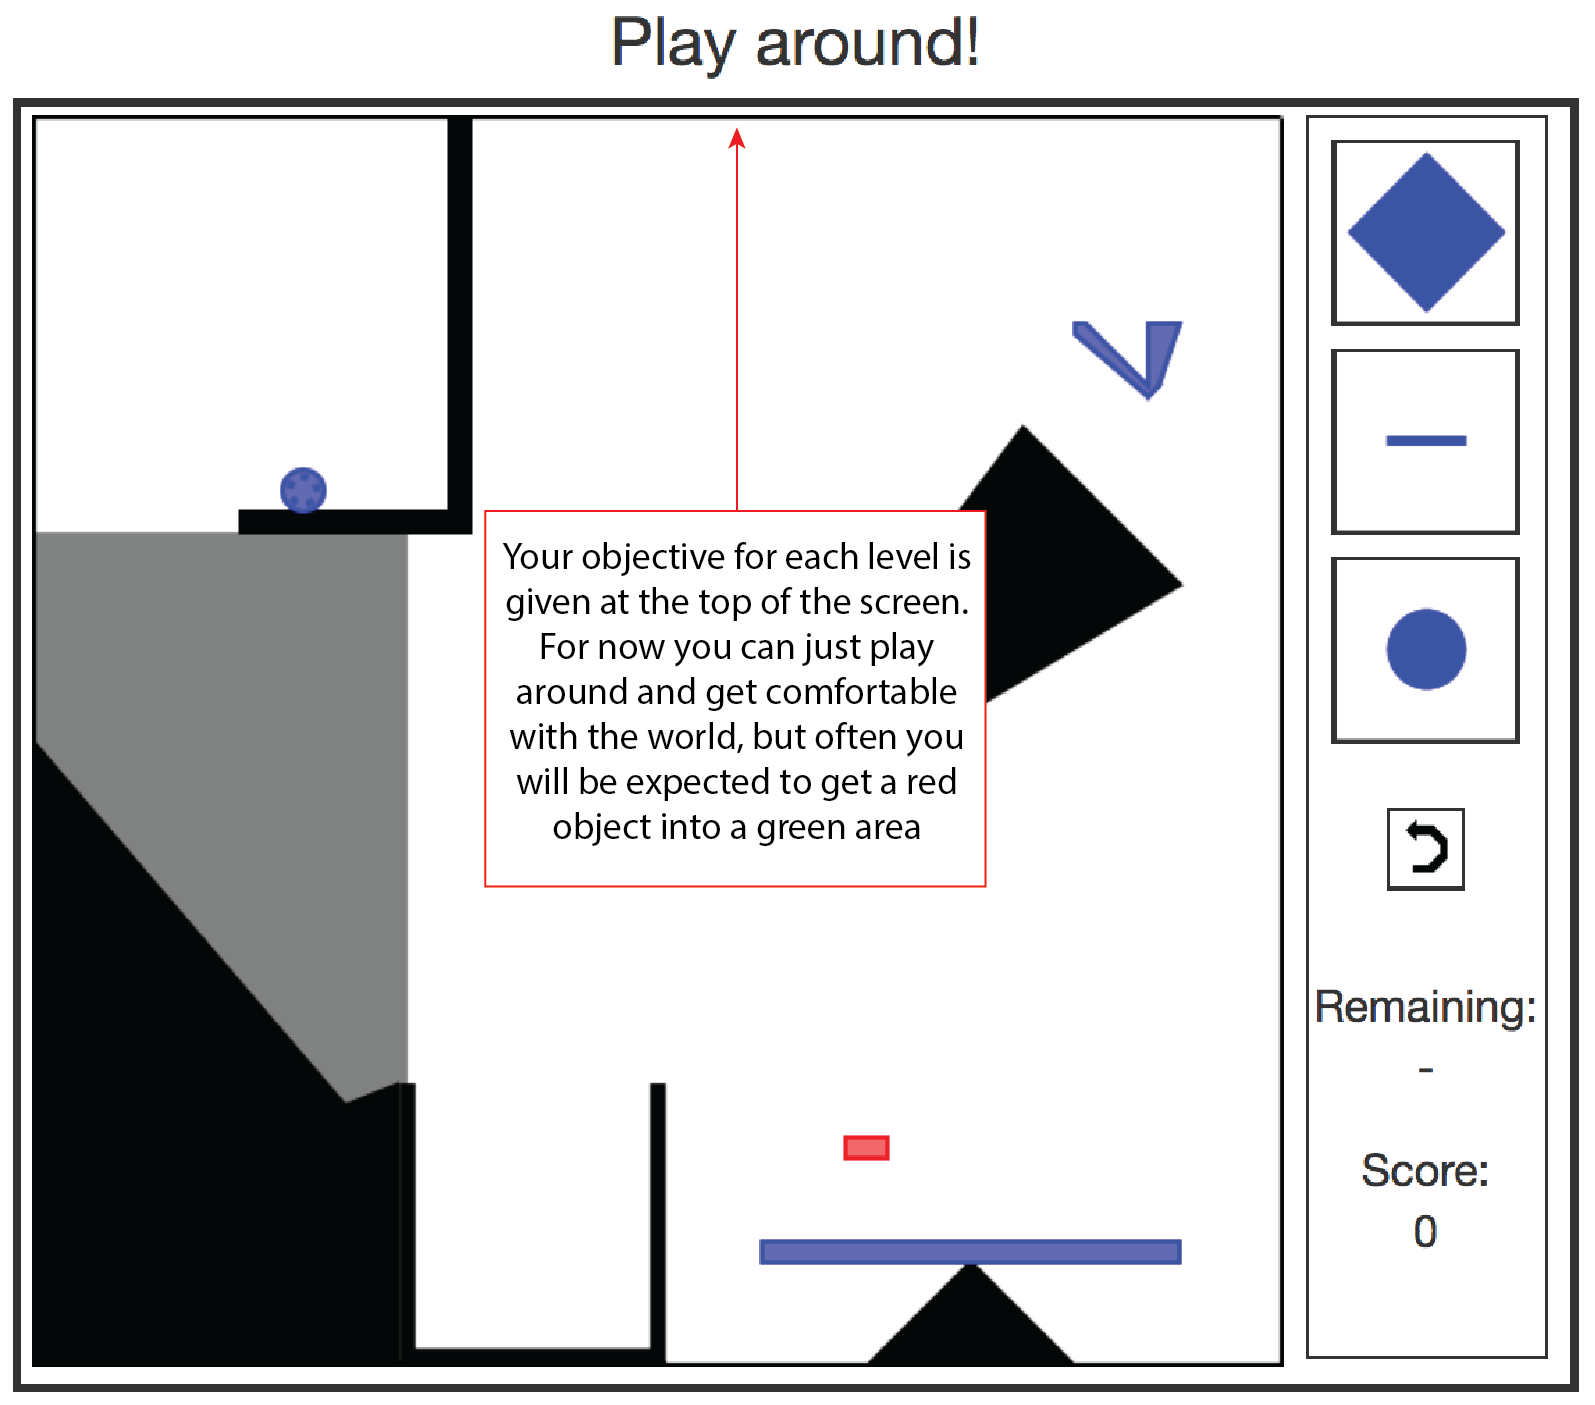 Play around!
Your objective for each level is
given at the top of the screen.
For now you can just play
around and get comfortable
with the world, but often you
will be expected to get a red
object into a green area
Remaining:
-
Score:
0